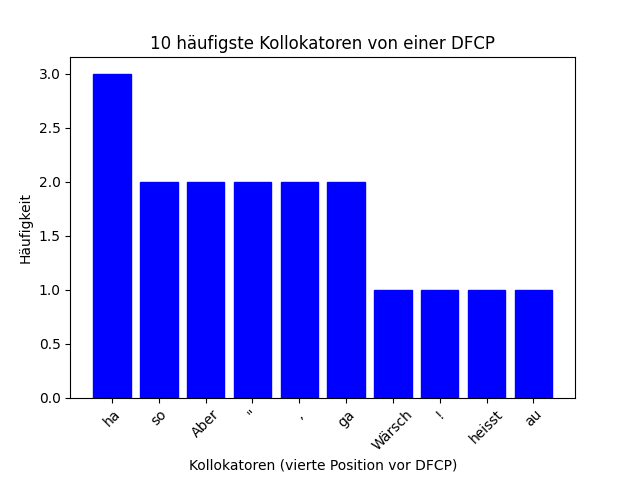 10 häufigste Kollokatoren von einer DFCP
Häufigkeit
3.0
2.5
2.0
1.5
1.0
0.5
0.0
ha so Aber " , ga Wärsch ! heisst au
Kollokatoren (vierte Position vor DFCP)